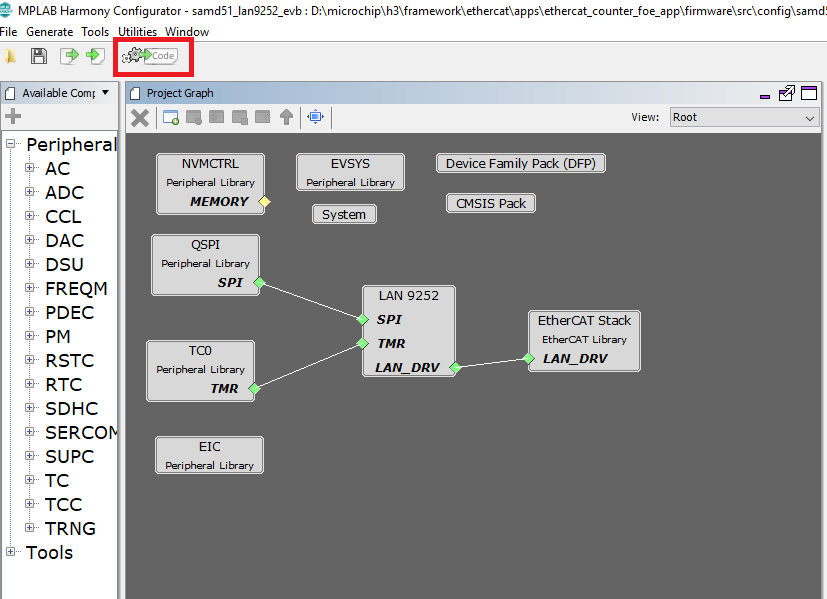 MPLAB Harmony Configurator - samd51_lan9252_evb : D:\microchip\h3\framework\ethercat\apps\ethercat_counter_foe_app\firmware\src\config\samd5
File Generate Tools Utilities Window
Code
Available Comp
Project Graph
View: Root
Peripheral
AC
ADC
CCL
DAC
DSU
FREQM
PDEC
PM
RSTC
RTC
SDHC
SERCOM
SUPC
TC
TCC
TRNG
Tools
NVMCTRL
Peripheral Library
MEMORY
EVSYS
Peripheral Library
Device Family Pack (DFP)
System
CMSIS Pack
QSPI
Peripheral Library
SPI
LAN 9252
SPI
TMR
LAN_DRV
EtherCAT Stack
EtherCAT Library
LAN_DRV
TC0
Peripheral Library
TMR
EIC
Peripheral Library